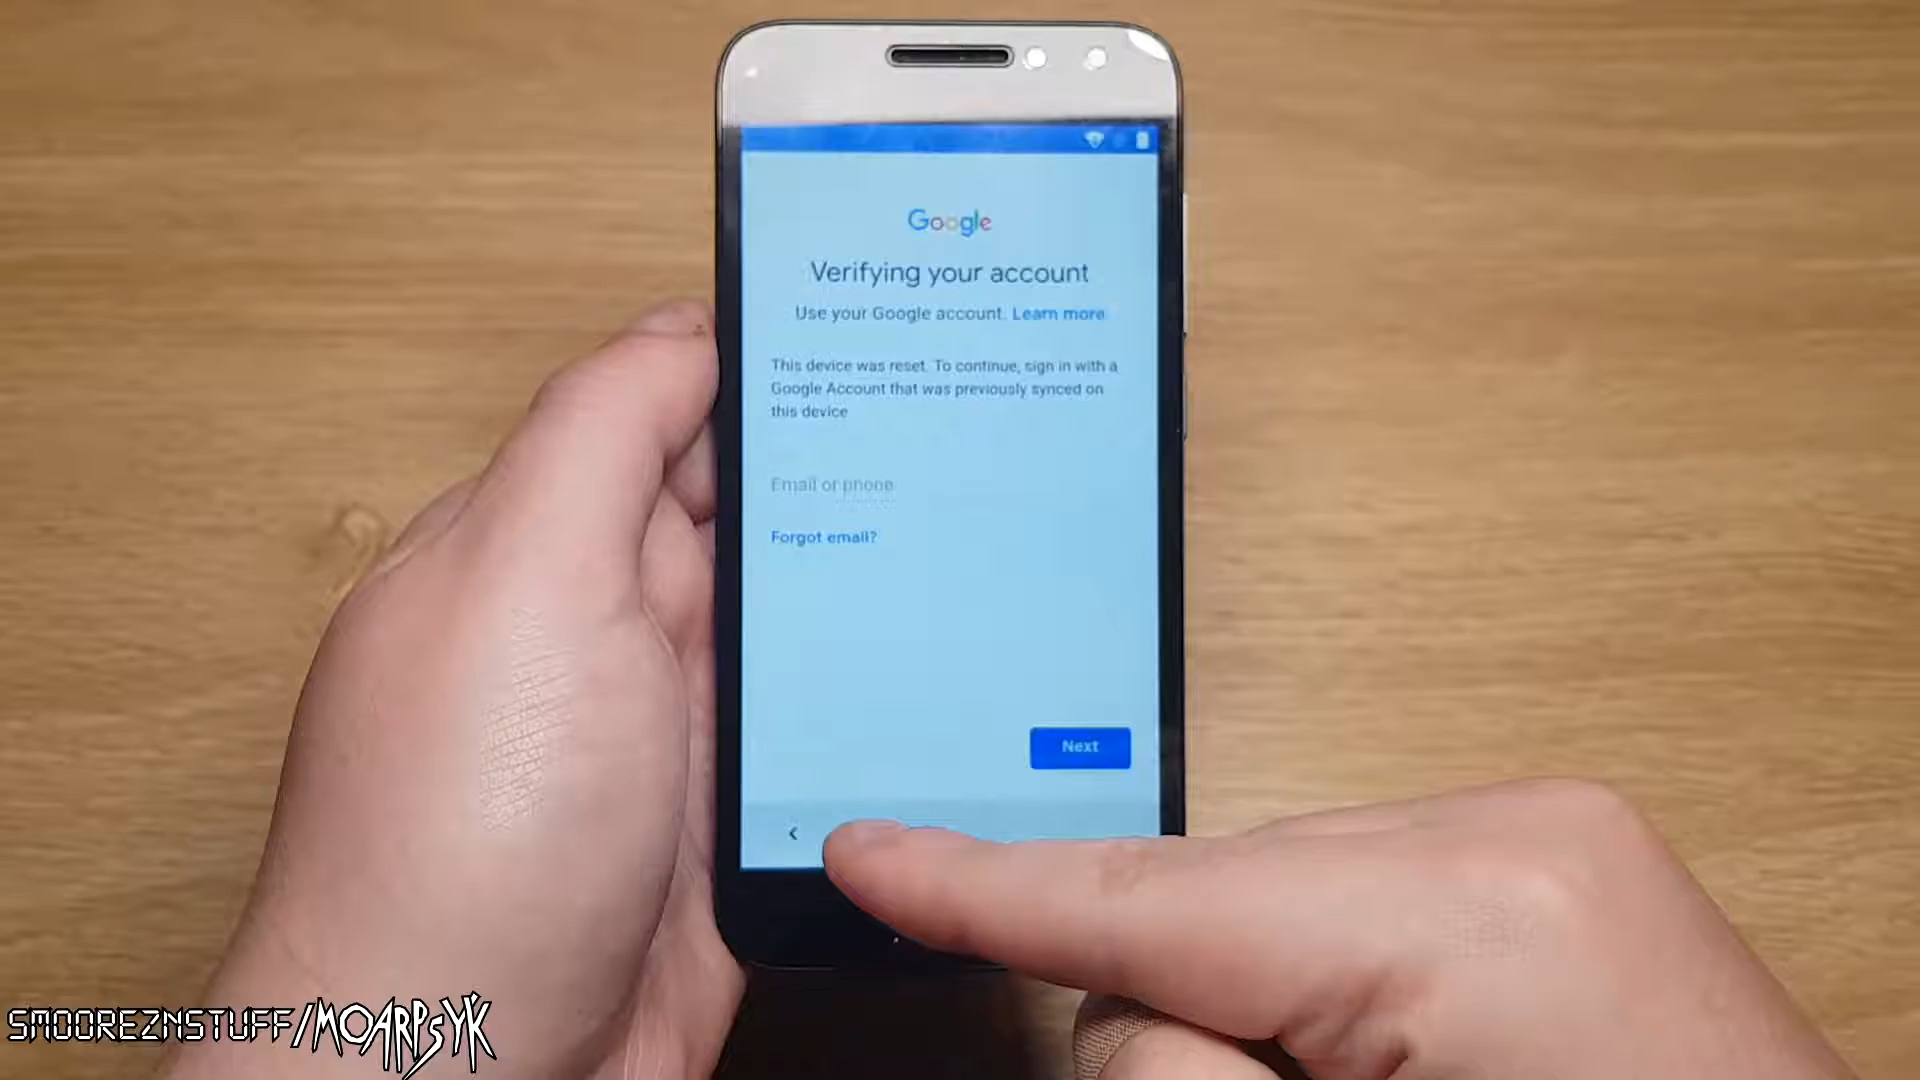 Google
Verifying your account
Use your Google account. Learn more
This device was reset. To continue, sign in with a
Google Account that was previously synced on
this device
Email or phone
Forgot email?
Next
SMOOREZNSTUFF/MOARPSYK